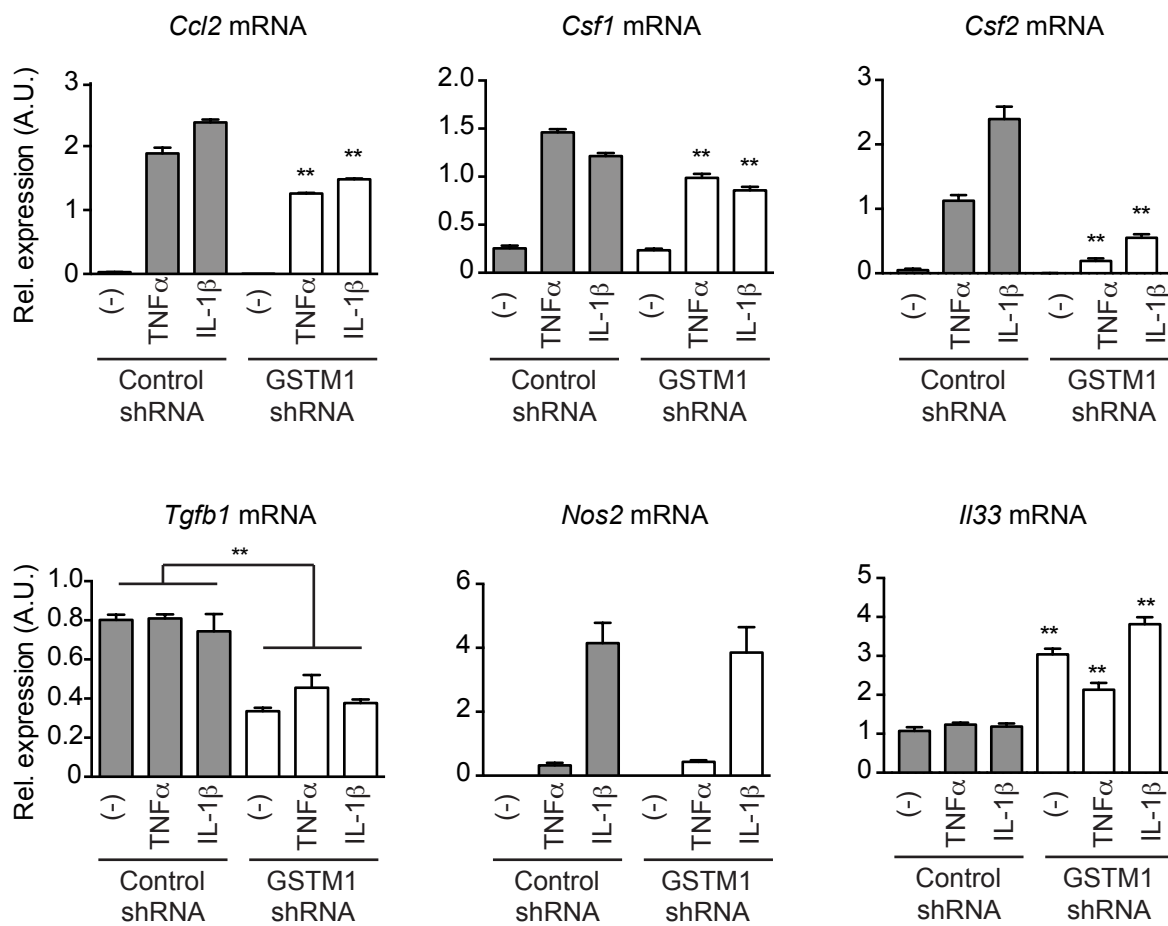 Ccl2 mRNA
Rel. expression (A.U.)
3
2
1
0
**
**
(-)
TNFα
IL-1β
(-)
TNFα
IL-1β
Control
shRNA
GSTM1
shRNA
Csf1 mRNA
2.0
1.5
1.0
0.5
0
**
**
(-)
TNFα
IL-1β
(-)
TNFα
IL-1β
Control
shRNA
GSTM1
shRNA
Csf2 mRNA
3
2
1
0
**
**
(-)
TNFα
IL-1β
(-)
TNFα
IL-1β
Control
shRNA
GSTM1
shRNA
Tgfb1 mRNA
Rel. expression (A.U.)
1.0
0.8
0.6
0.4
0.2
0
**
(-)
TNFα
IL-1β
(-)
TNFα
IL-1β
Control
shRNA
GSTM1
shRNA
Nos2 mRNA
6
4
2
0
(-)
TNFα
IL-1β
(-)
TNFα
IL-1β
Control
shRNA
GSTM1
shRNA
Il33 mRNA
5
4
3
2
1
0
**
**
**
(-)
TNFα
IL-1β
(-)
TNFα
IL-1β
Control
shRNA
GSTM1
shRNA